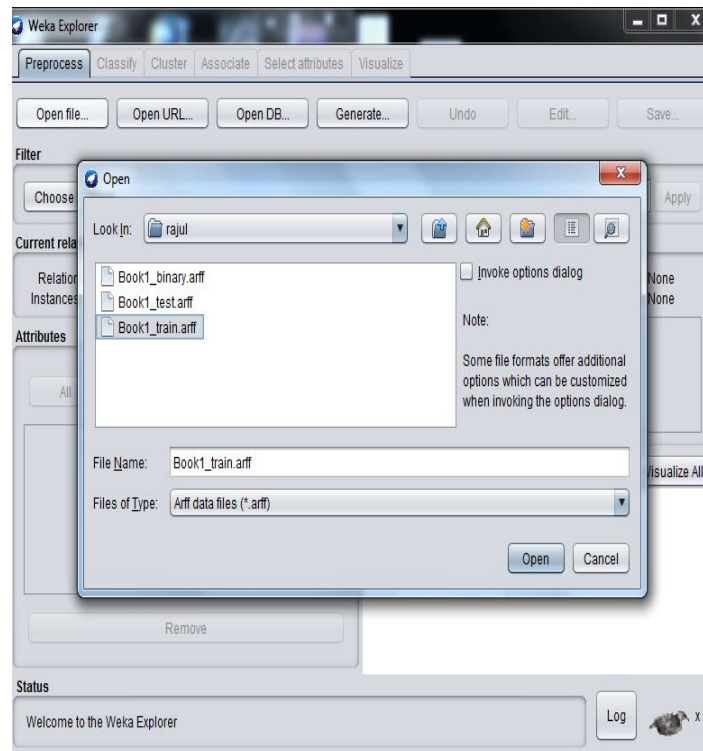 Weka Explorer
Preprocess Classify Cluster Associate Select attributes Visualize
Open file... Open URL... Open DB... Generate... Undo Edit... Save...
Filter
Choose Apply
Open
Look In: rajul
Current rela
Relation None
Instances None
Book1_binary.arff
Book1_test.arff
Book1_train.arff
Invoke options dialog
Note:
Some file formats offer additional
options which can be customized
when invoking the options dialog.
Attributes
All
File Name: Book1_train.arff
Visualize All
Files of Type: Arff data files (*.arff)
Open Cancel
Remove
Status
Welcome to the Weka Explorer
Log x